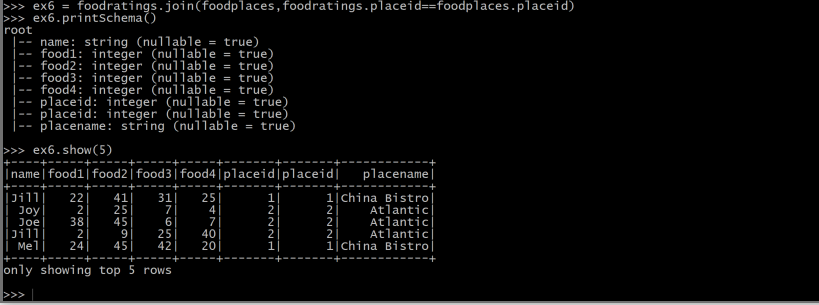 >>> ex6 = foodratings.join(foodplaces,foodratings.placeid==foodplaces.placeid)
>>> ex6.printSchema()
root
 |-- name: string (nullable = true)
 |-- food1: integer (nullable = true)
 |-- food2: integer (nullable = true)
 |-- food3: integer (nullable = true)
 |-- food4: integer (nullable = true)
 |-- placeid: integer (nullable = true)
 |-- placeid: integer (nullable = true)
 |-- placename: string (nullable = true)

>>> ex6.show(5)
+----+-----+-----+-----+-----+-------+-------+------------+
|name|food1|food2|food3|food4|placeid|placeid|   placename|
+----+-----+-----+-----+-----+-------+-------+------------+
|Jill|   22|   41|   31|   25|      1|      1|China Bistro|
| Joy|    2|   25|    7|    4|      2|      2|    Atlantic|
| Joe|   38|   45|    6|    7|      2|      2|    Atlantic|
|Jill|    2|    9|   25|   40|      2|      2|    Atlantic|
| Mel|   24|   45|   42|   20|      1|      1|China Bistro|
+----+-----+-----+-----+-----+-------+-------+------------+
only showing top 5 rows

>>>